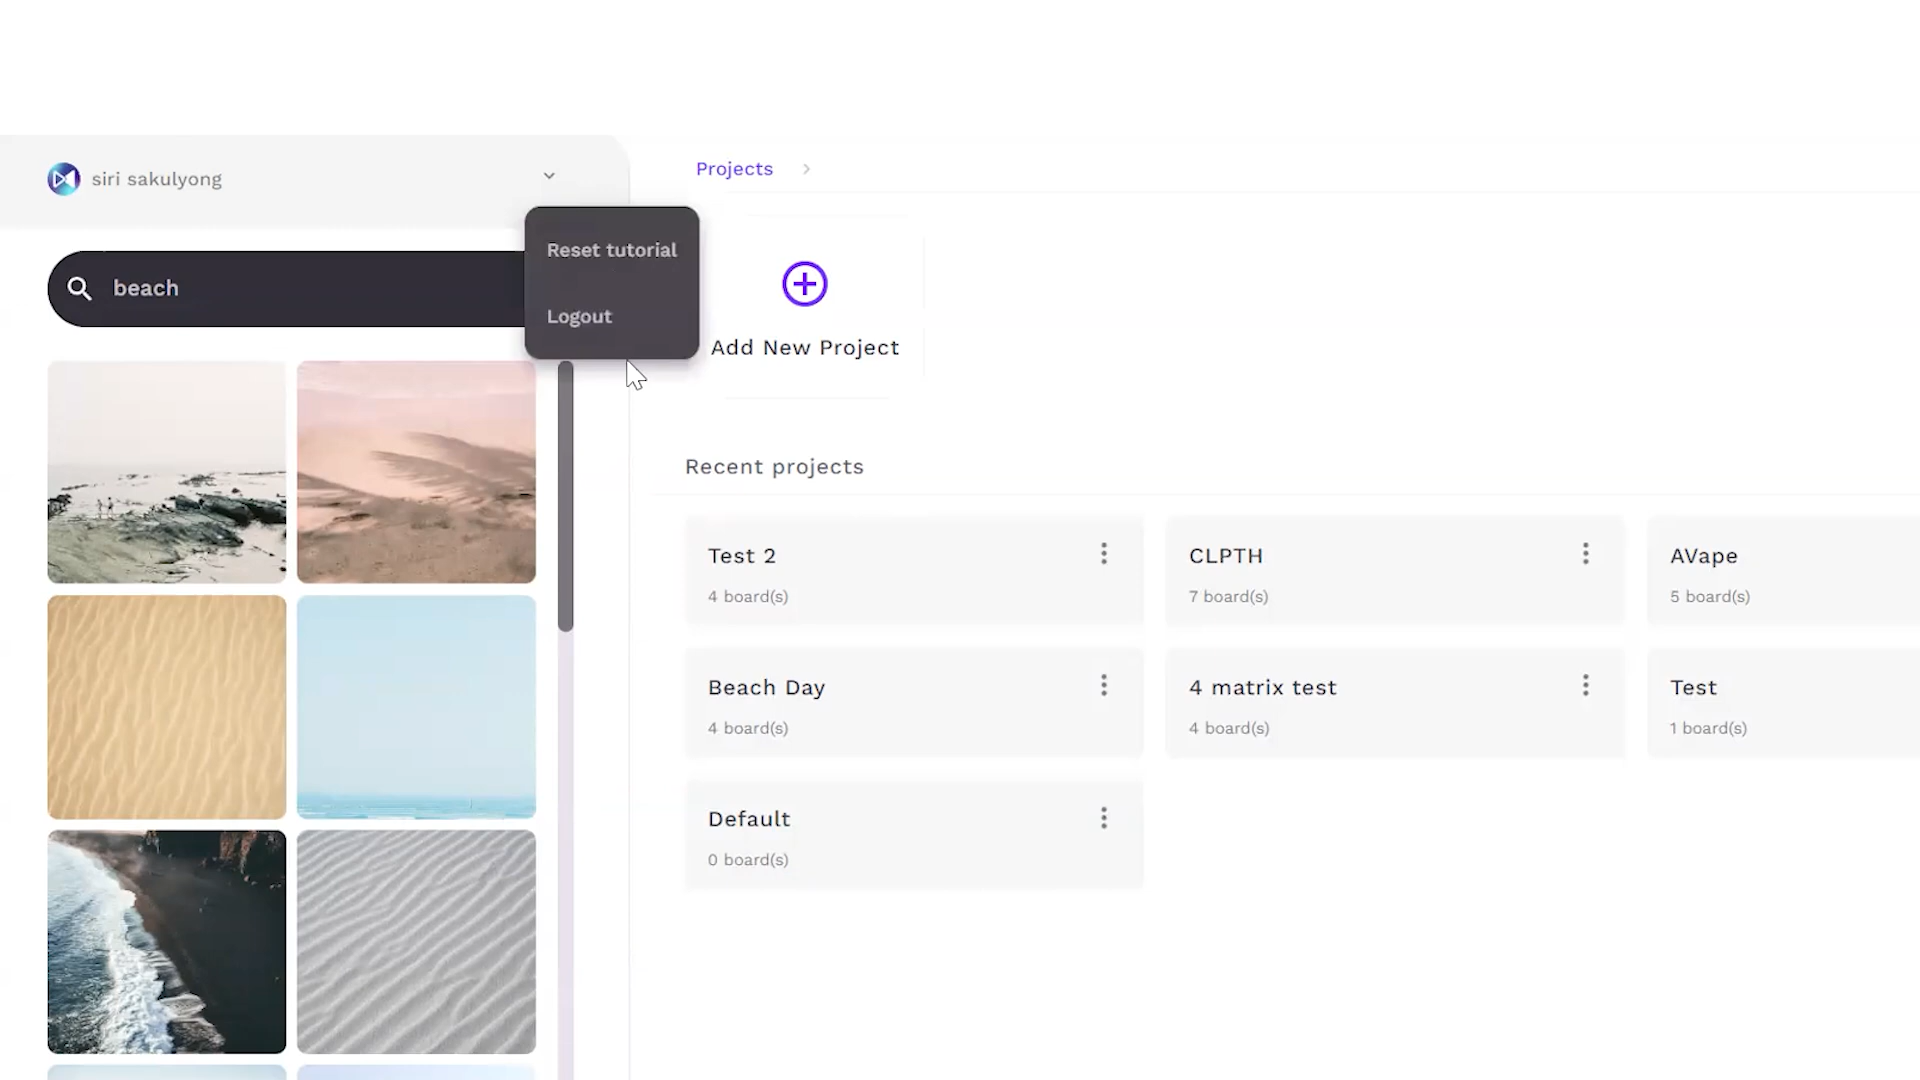 siri sakulyong
Projects
Reset tutorial
Logout
beach
Add New Project
Recent projects
Test 2
4 board(s)
CLPTH
7 board(s)
AVape
5 board(s)
Beach Day
4 board(s)
4 matrix test
4 board(s)
Test
1 board(s)
Default
0 board(s)